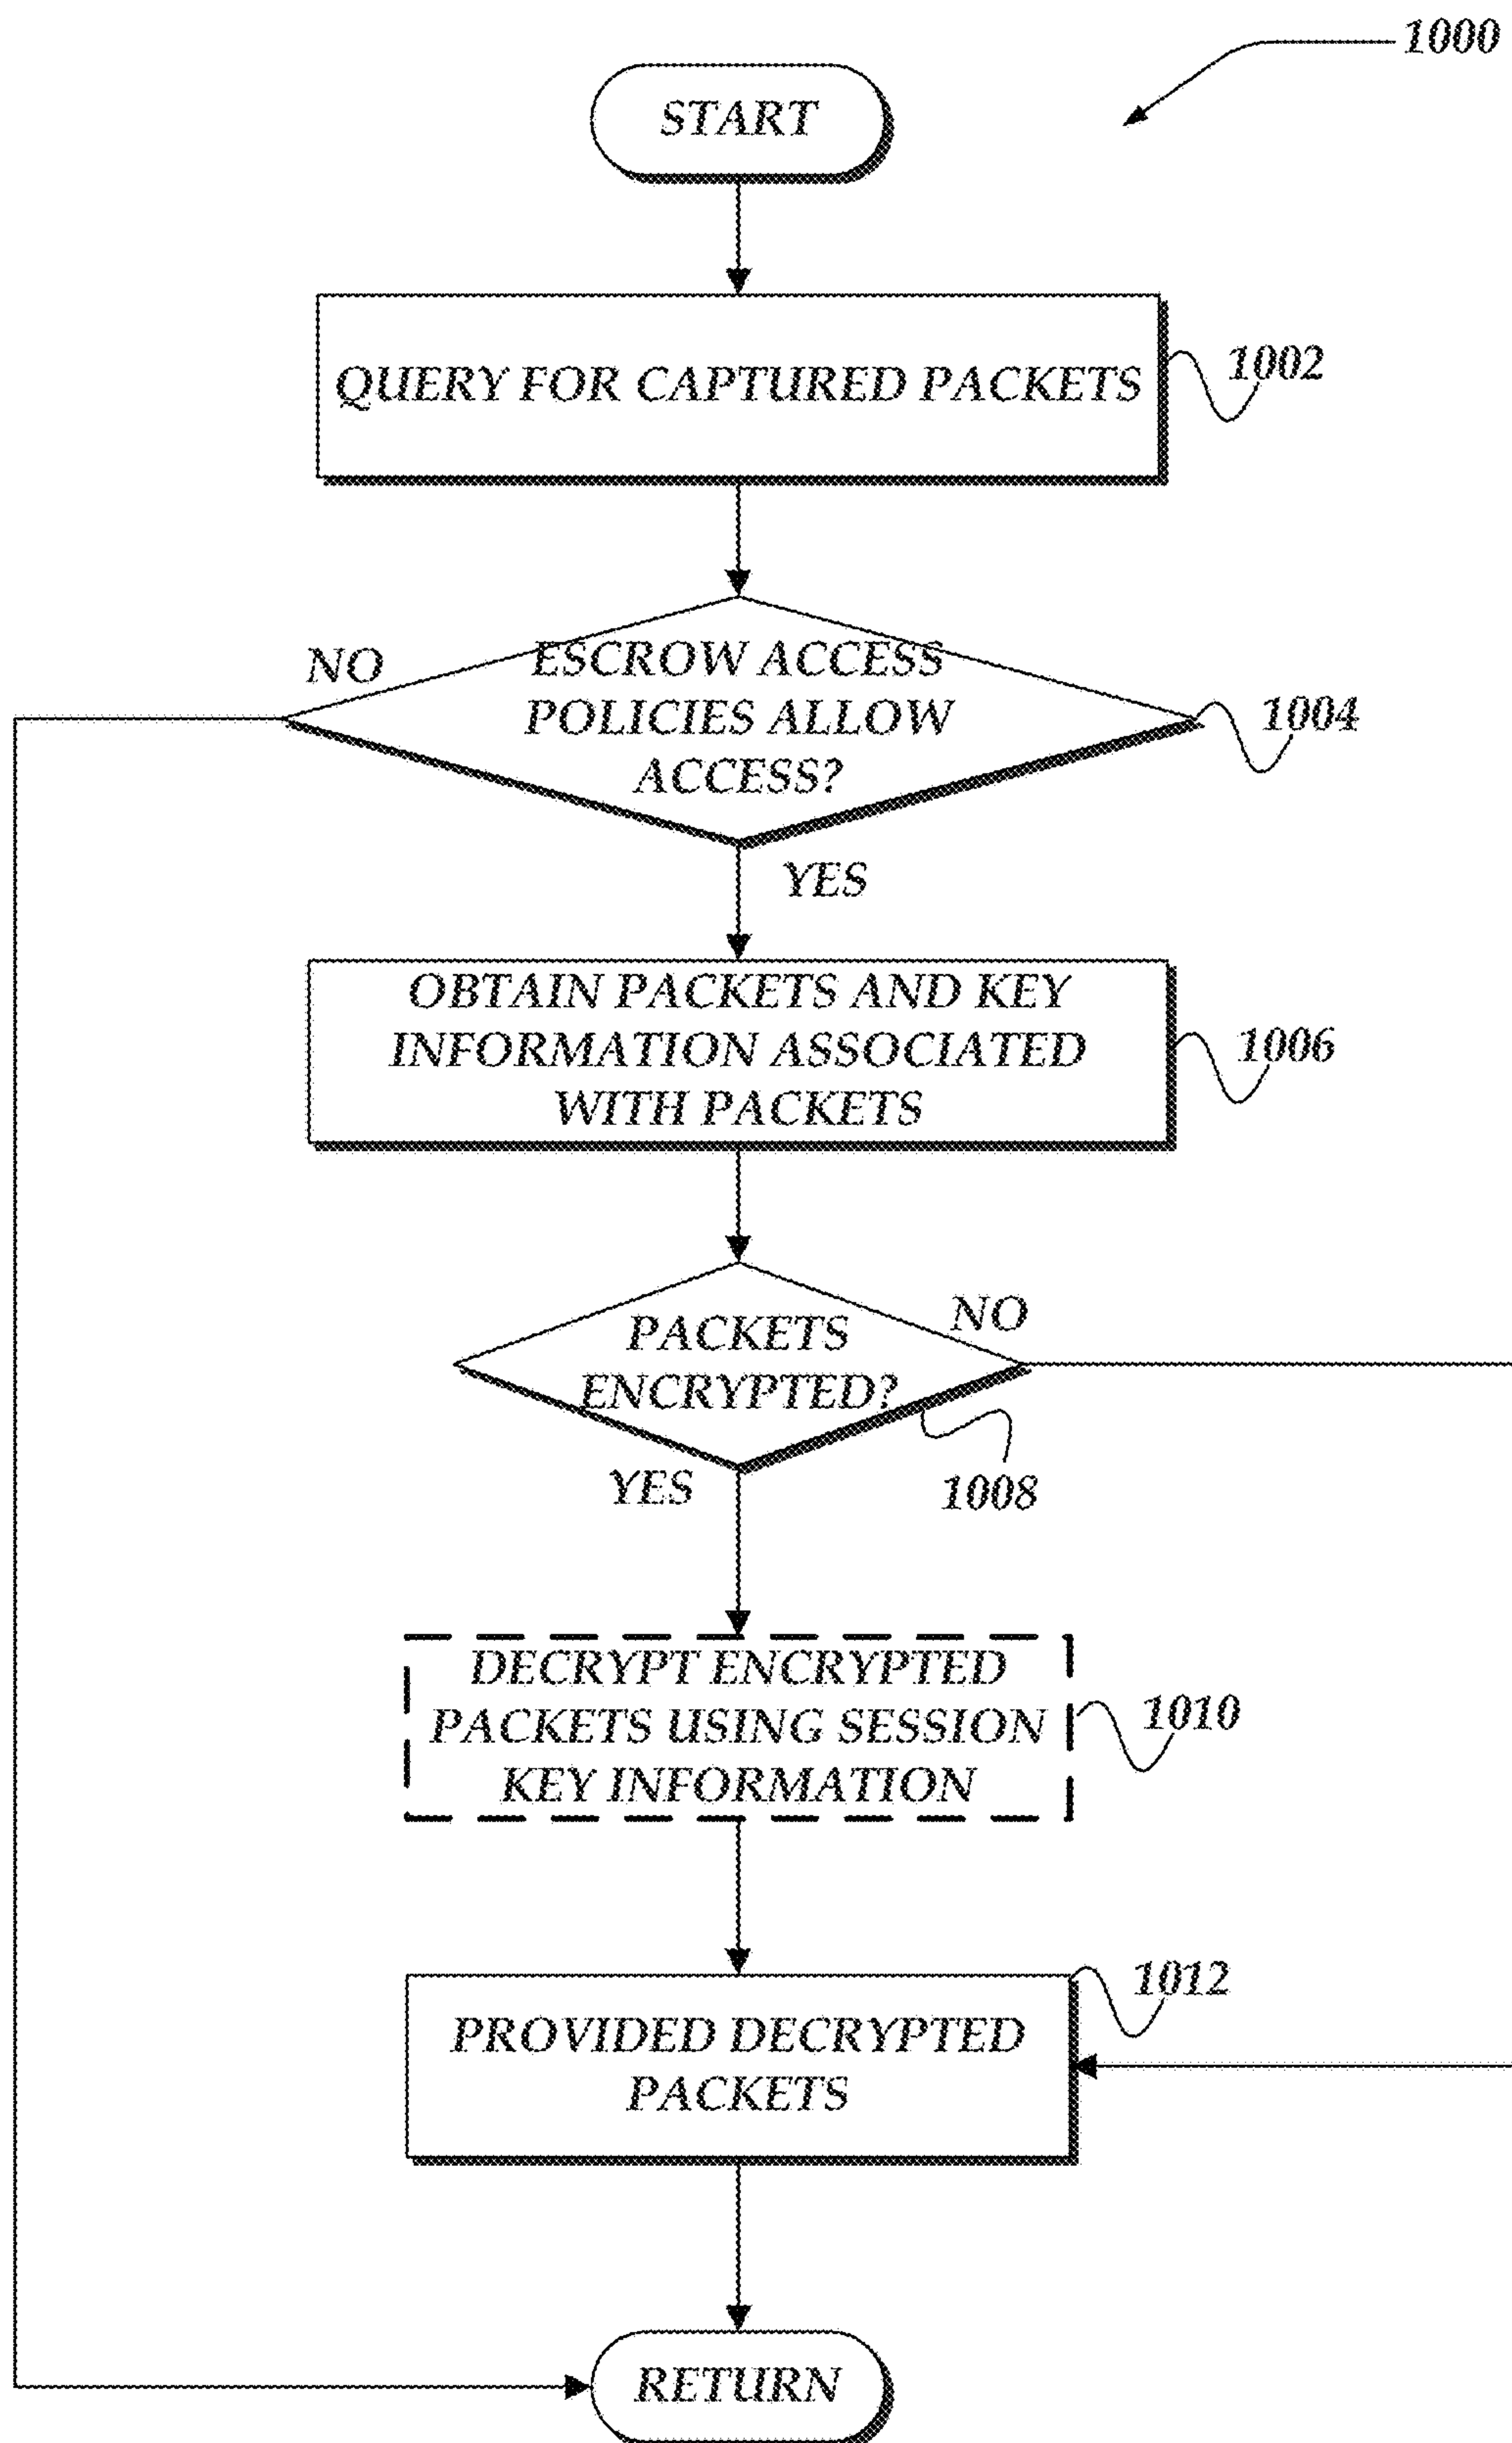 1000
START
QUERY FOR CAPTURED PACKETS
1002
NO
ESCROW ACCESS
POLICIES ALLOW
ACCESS?
1004
YES
OBTAIN PACKETS AND KEY
INFORMATION ASSOCIATED
WITH PACKETS
1006
NO
PACKETS
ENCRYPTED?
YES
1008
DECRYPT ENCRYPTED
PACKETS USING SESSION
KEY INFORMATION
1010
1012
PROVIDED DECRYPTED
PACKETS
RETURN